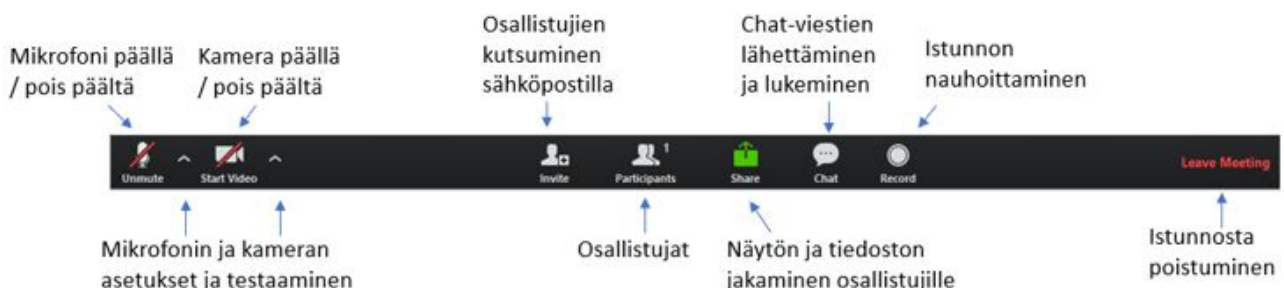 Mikrofoni päällä
/ pois päältä
Kamera päällä
/ pois päältä
Osallistujien
kutsuminen
sähköpostilla
Chat-viestien
lähettäminen
ja lukeminen
Istunnon
nauhoittaminen
Unmute
Start Video
Invite
1
Participants
Share
Chat
Record
Leave Meeting
Mikrofonin ja kameran
asetukset ja testaaminen
Osallistujat
Näytön ja tiedoston
jakaminen osallistujille
Istunnosta
poistuminen